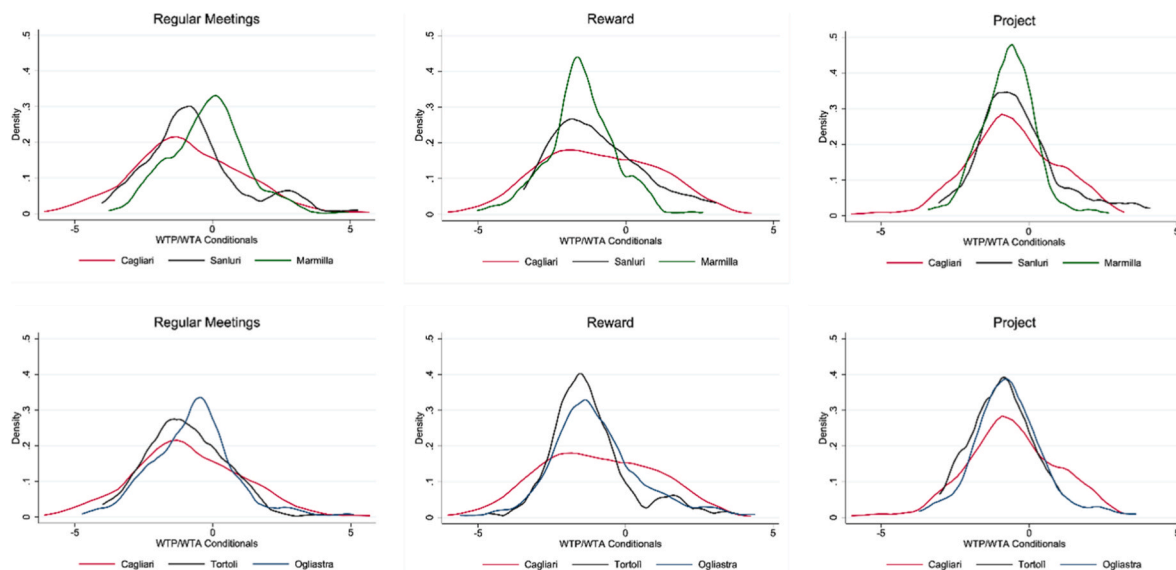 Regular Meetings
Density
0 .1 .2 .3 .4 .5
-5 0 5
WTP/WTA Conditionals
Cagliari Sanluri Marmilla
Reward
Density
0 .1 .2 .3 .4 .5
-5 0 5
WTP/WTA Conditionals
Cagliari Sanluri Marmilla
Project
Density
0 .1 .2 .3 .4 .5
-5 0 5
WTP/WTA Conditionals
Cagliari Sanluri Marmilla
Regular Meetings
Density
0 .1 .2 .3 .4 .5
-5 0 5
WTP/WTA Conditionals
Cagliari Tortolì Ogliastra
Reward
Density
0 .1 .2 .3 .4 .5
-5 0 5
WTP/WTA Conditionals
Cagliari Tortolì Ogliastra
Project
Density
0 .1 .2 .3 .4 .5
-5 0 5
WTP/WTA Conditionals
Cagliari Tortolì Ogliastra